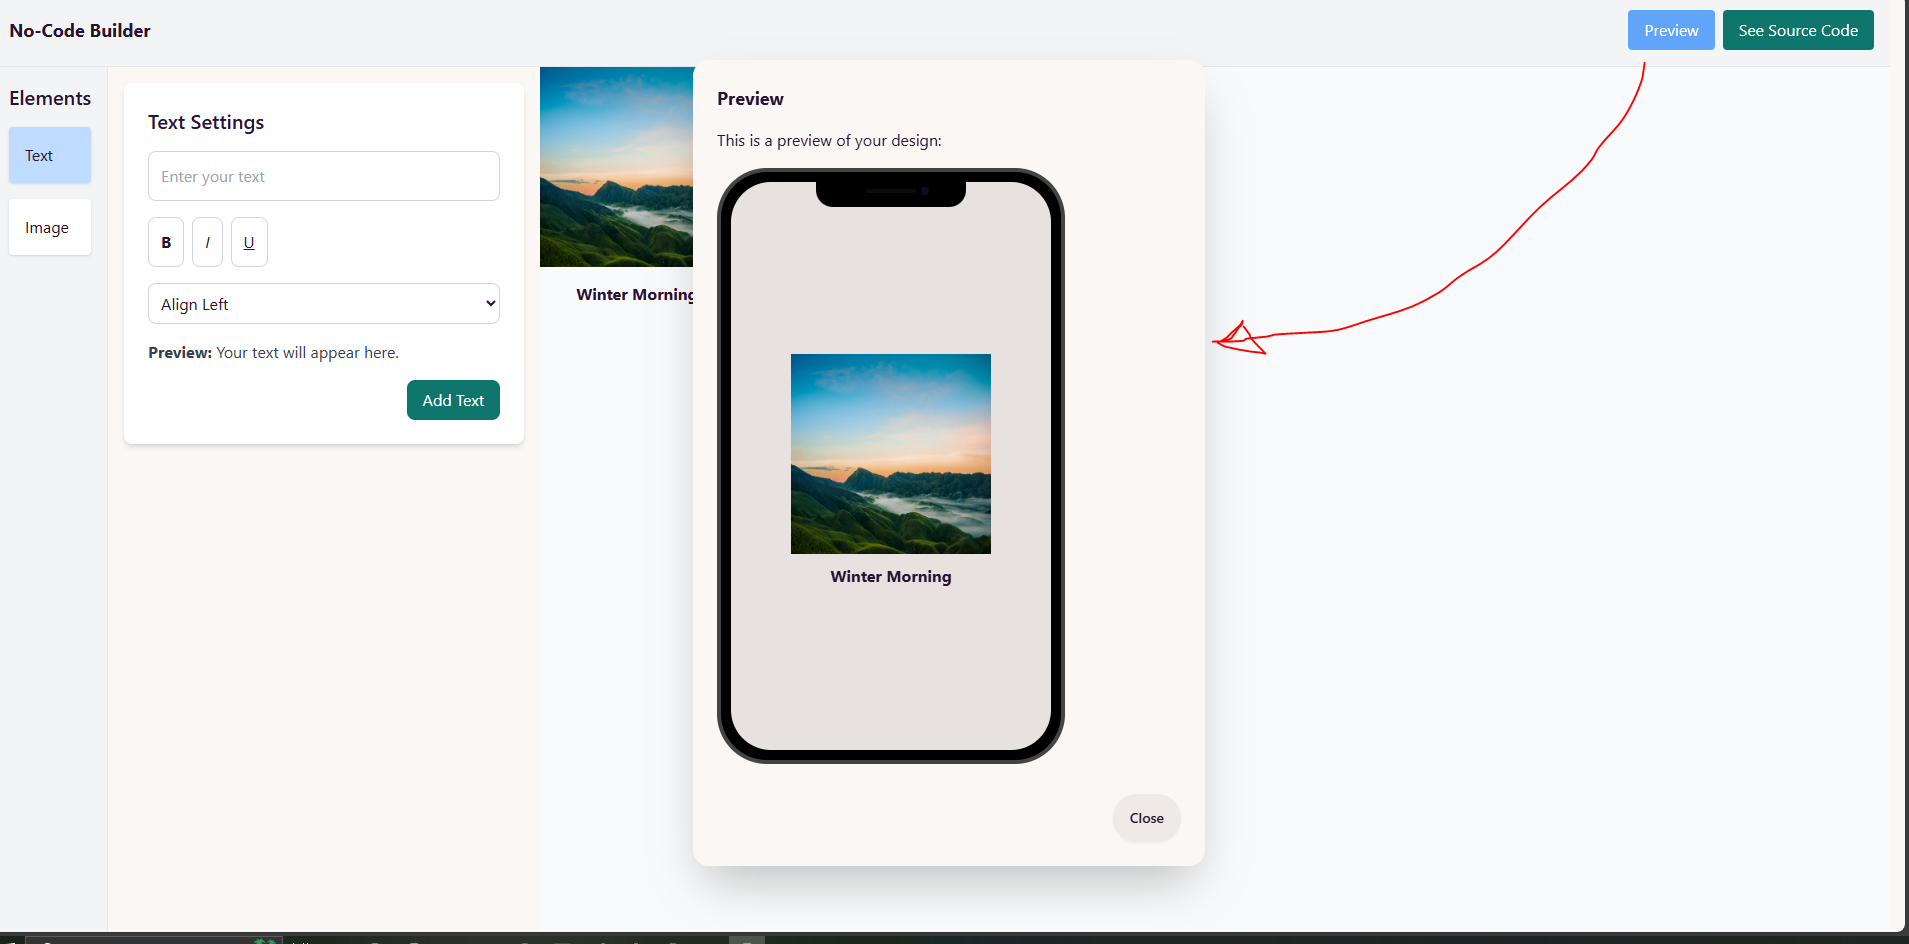 No-Code Builder
Preview
See Source Code
Elements
Text
Image
Text Settings
Enter your text
B
I
U
Align Left
Preview: Your text will appear here.
Add Text
Winter Morning
Preview
This is a preview of your design:
Winter Morning
Close